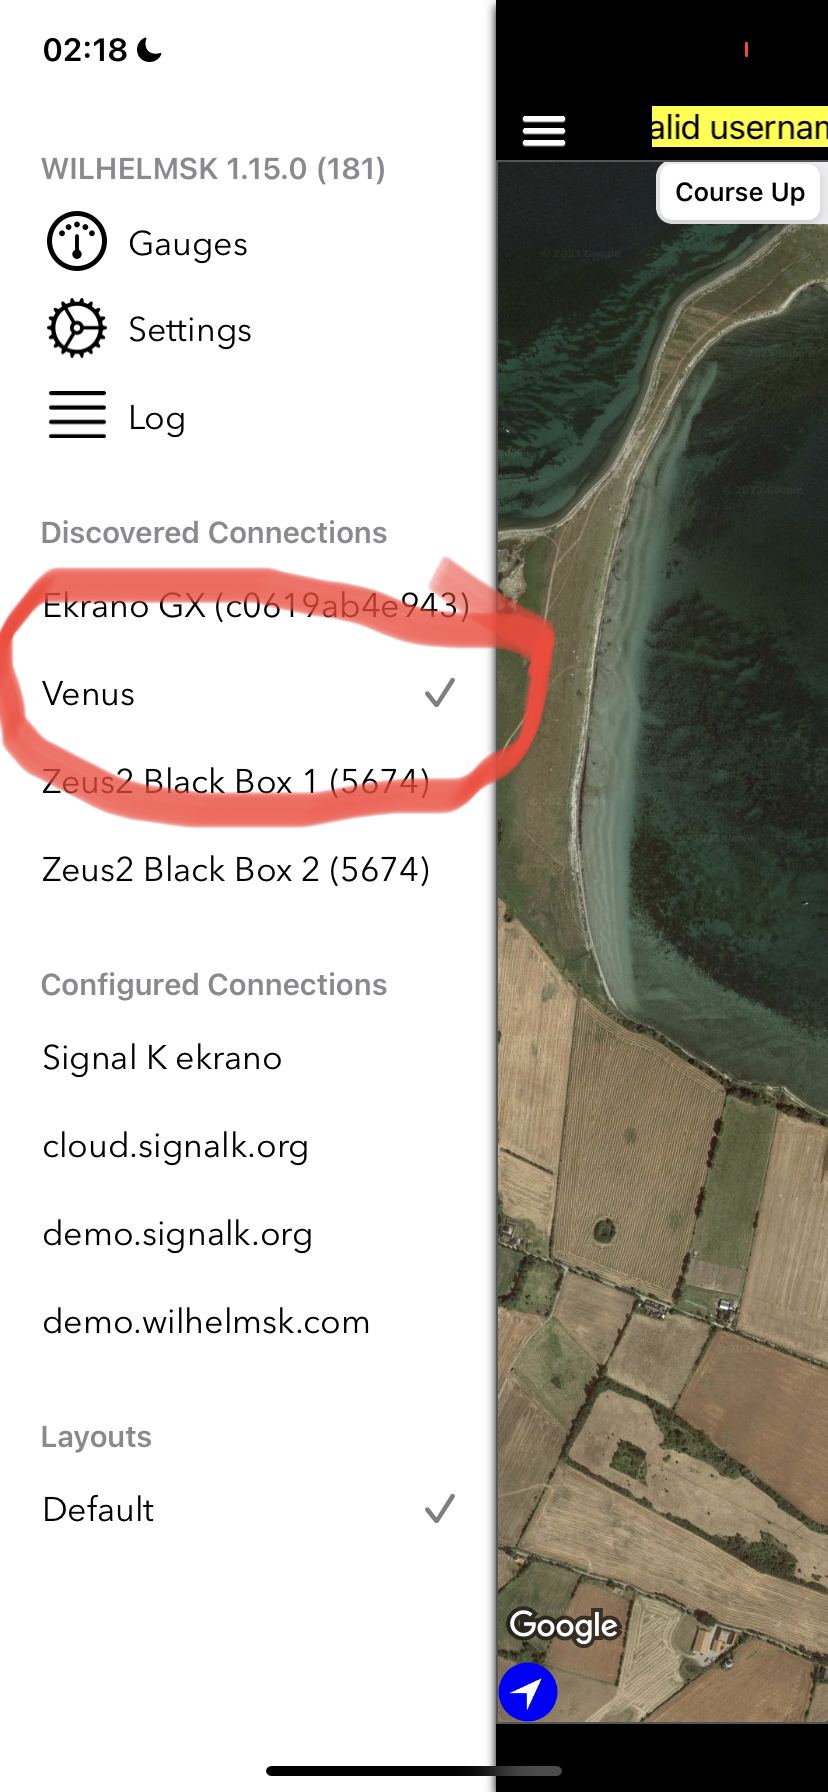 02:18
alid usernam
WILHELMSK 1.15.0 (181)
Course Up
Gauges
Settings
Log
Discovered Connections
Ekrano GX (c0619ab4e943)
Venus
Zeus2 Black Box 1 (5674)
Zeus2 Black Box 2 (5674)
Configured Connections
Signal K ekrano
cloud.signalk.org
demo.signalk.org
demo.wilhelmsk.com
Layouts
Default
Google